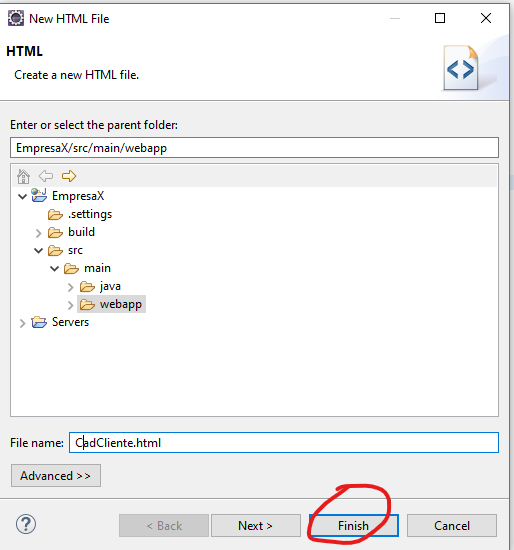 New HTML File
HTML
Create a new HTML file.
Enter or select the parent folder:
EmpresaX/src/main/webapp
EmpresaX
.settings
build
src
main
java
webapp
Servers
File name: CadCliente.html
Advanced >>
? < Back Next > Finish Cancel